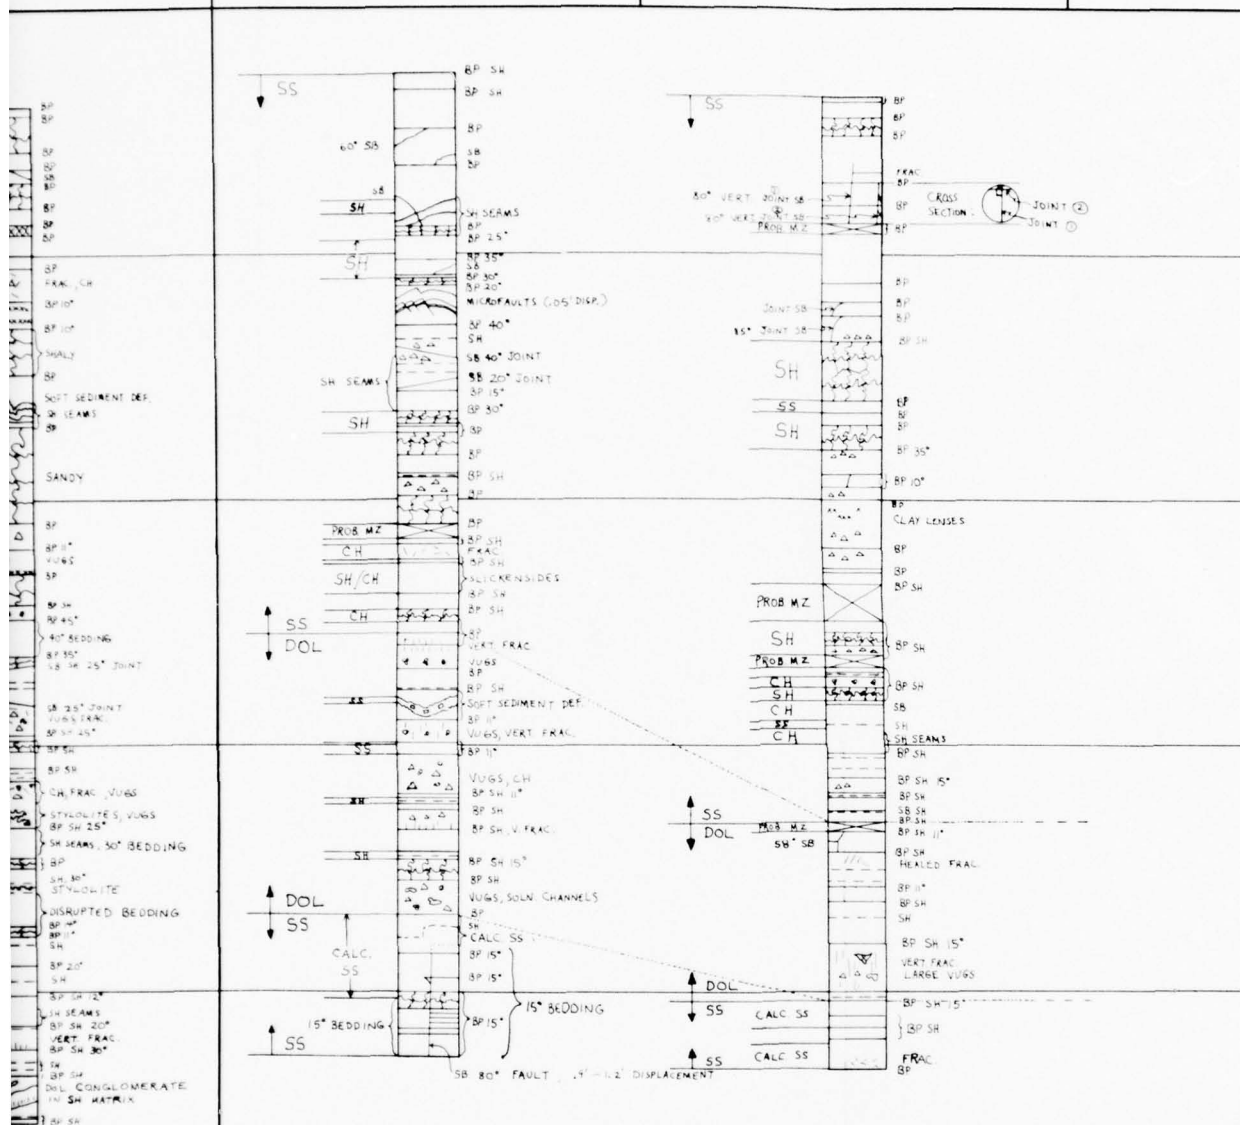 BP
BP
BP
BP
SB
BP
BP
BP
BP
BP
FRAC, CH
BP 10°
BP 10°
SHALY
BP
SOFT SEDIMENT DEF.
SH SEAMS
BP
SANDY
BP
BP 11°
VUGS
BP
BP SH
BP 45°
40° BEDDING
BP 35°
SB SH 25° JOINT
SB 25° JOINT
VUGS, FRAC.
BP SH 25°
BP SH
BP SH
CH, FRAC., VUGS
STYLOLITES, VUGS
BP SH 25°
SH SEAMS, 30° BEDDING
BP
SH, 30°
STYLOLITE
DISRUPTED BEDDING
BP 14°
BP 11°
SH
BP 20°
SH
BP SH 12°
SH SEAMS
BP SH 20°
VERT FRAC.
BP SH 30°
SH
BP SH
DOL CONGLOMERATE
IN SH MATRIX
BP SH
SS
60° SB
SB
SH
SH
SH SEAMS
SH
PROB. MZ
CH
SH/CH
CH
SS
DOL
SS
SS
SH
SH
DOL
SS
CALC.
SS
15° BEDDING
SS
BP SH
BP SH
BP
SB
BP
SH SEAMS
BP
BP 25°
BP 35°
SB
BP 30°
BP 20°
MICROFAULTS (.05' DISP.)
BP 40°
SH
SB 40° JOINT
SB 20° JOINT
BP 15°
BP 30°
BP
BP
BP SH
BP
BP
BP SH
FRAC.
BP SH
SLICKENSIDES
BP SH
BP SH
BP
VERT. FRAC
VUGS
BP
BP SH
SOFT SEDIMENT DEF.
BP 11°
VUGS, VERT. FRAC.
BP 11°
VUGS, CH
BP SH 11°
BP SH
BP SH, V. FRAC.
BP SH 15°
BP SH
VUGS, SOLN. CHANNELS
BP
SH
CALC. SS
BP 15°
BP 15°
15° BEDDING
BP 15°
SB 80° FAULT
DISPLACEMENT
SS
80° VERT. JOINT SB
VERT. JOINT SB
PROB MZ
JOINT SB
JOINT SB
SH
SS
SH
PROB MZ
SH
PROB MZ
CH
SH
CH
SS
CH
SS
DOL
PROB. MZ
SB
DOL
SS
CALC. SS
SS
CALC. SS
BP
BP
BP
FRAC
BP
BP
BP
CROSS
SECTION:
JOINT ②
JOINT ①
BP
BP
BP
BP SH
BP
BP
BP
BP 35°
BP 10°
BP
CLAY LENSES
BP
BP
BP SH
BP SH
BP SH
SB
SH
SH SEAMS
BP SH
BP SH 15°
BP SH
SB SH
BP SH
BP SH 11°
BP SH
HEALED FRAC.
BP 11°
BP SH
SH
BP SH 15°
VERT. FRAC.
LARGE VUGS
BP SH 15°
BP SH
FRAC.
BP